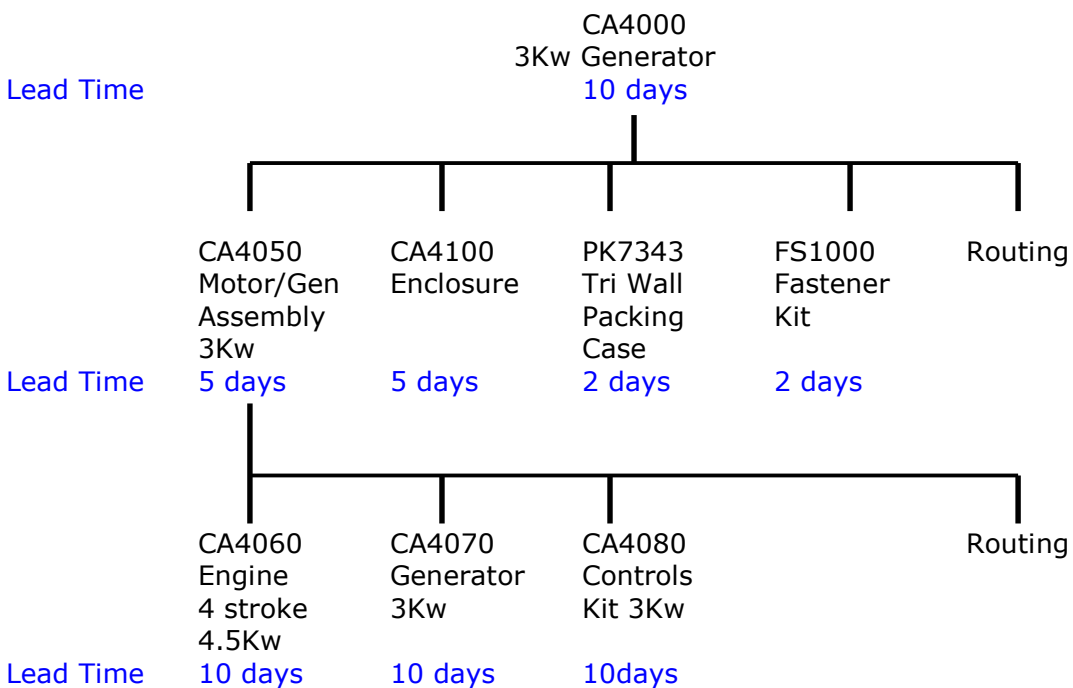 CA4000
3Kw Generator
Lead Time 10 days
CA4050 CA4100 PK7343 FS1000 Routing
Motor/Gen Enclosure Tri Wall Fastener
Assembly Packing Kit
3Kw Case
Lead Time 5 days 5 days 2 days 2 days
CA4060 CA4070 CA4080 Routing
Engine Generator Controls
4 stroke 3Kw Kit 3Kw
4.5Kw
Lead Time 10 days 10 days 10days